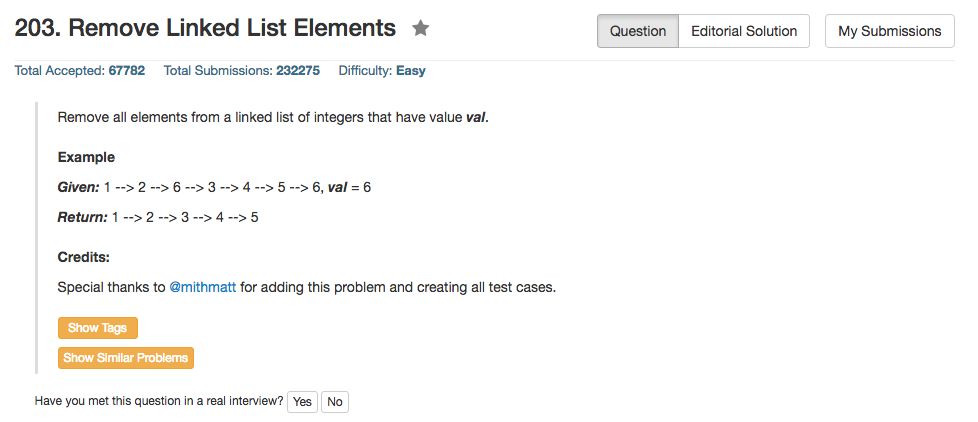 203. Remove Linked List Elements ★
Question Editorial Solution My Submissions
Total Accepted: 67782 Total Submissions: 232275 Difficulty: Easy
Remove all elements from a linked list of integers that have value val.
Example
Given: 1 --> 2 --> 6 --> 3 --> 4 --> 5 --> 6, val = 6
Return: 1 --> 2 --> 3 --> 4 --> 5
Credits:
Special thanks to @mithmatt for adding this problem and creating all test cases.
Show Tags
Show Similar Problems
Have you met this question in a real interview? Yes No